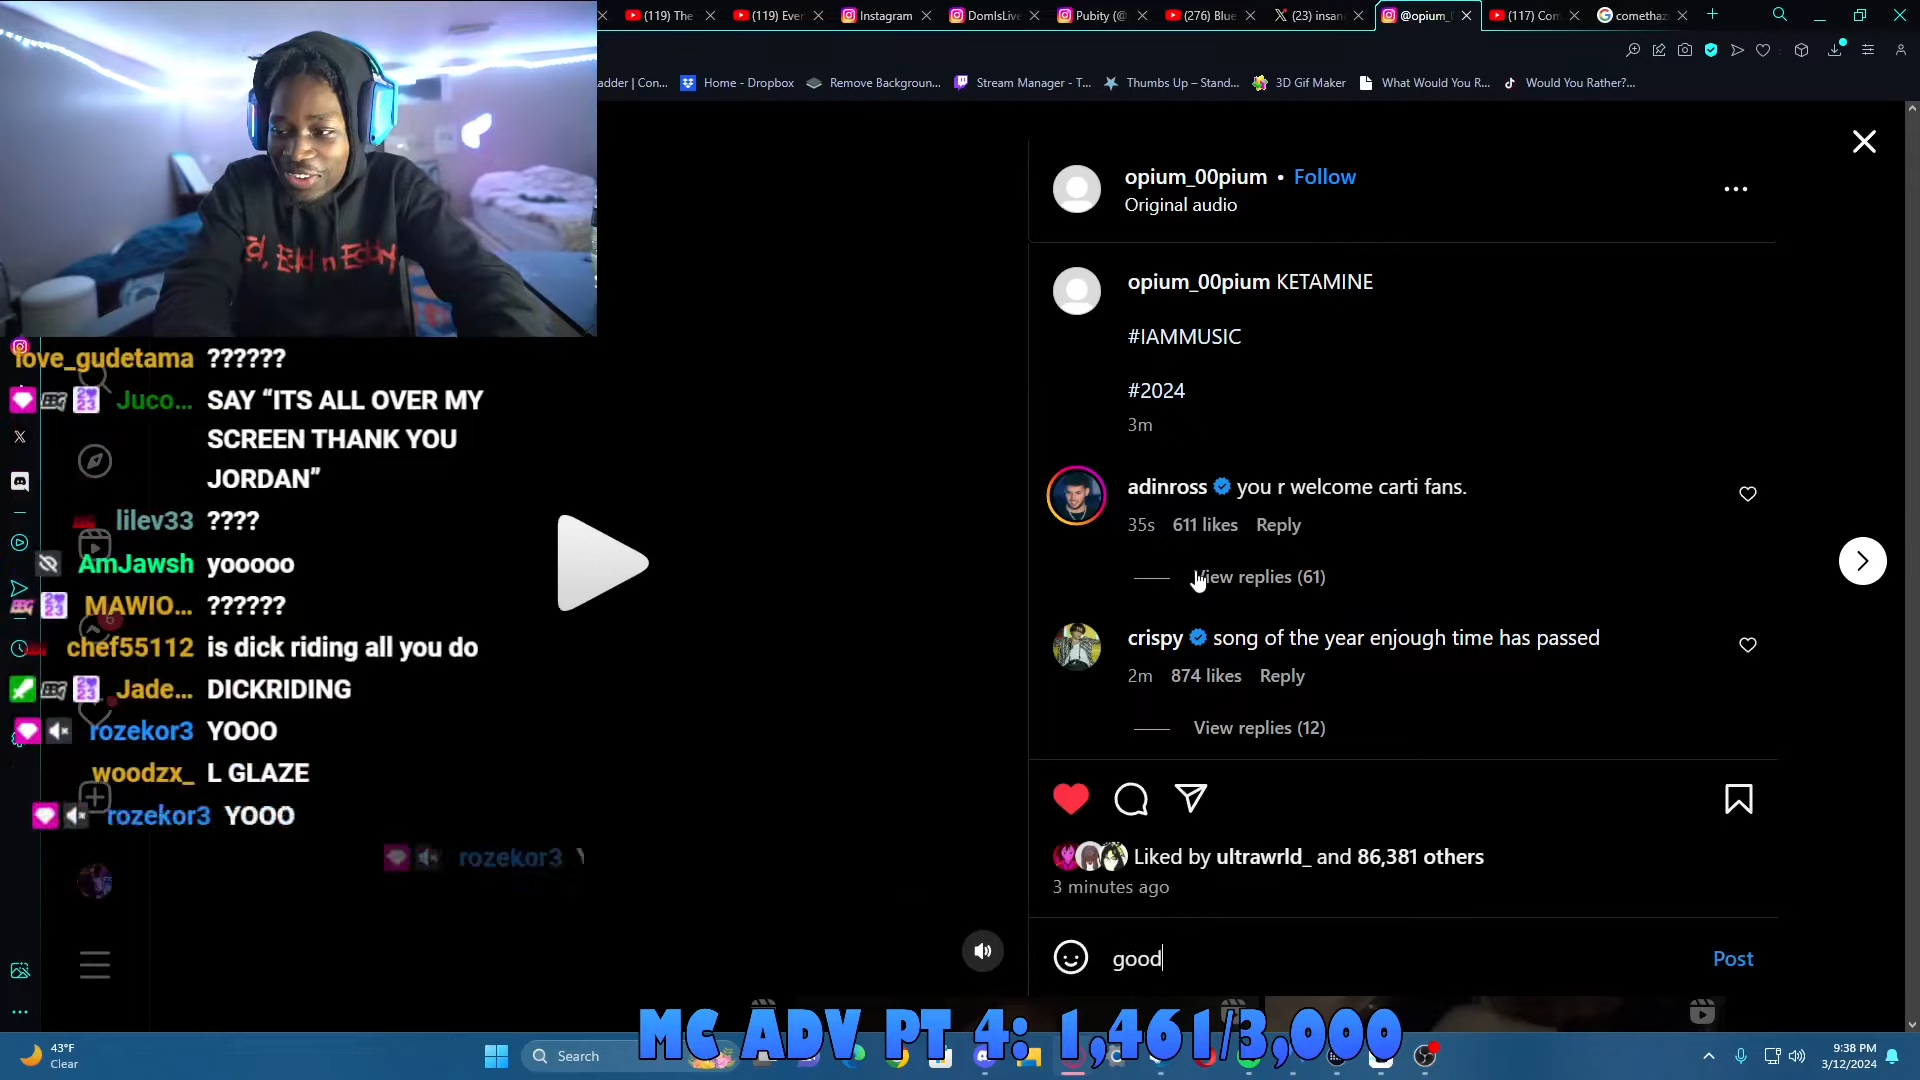 (119) The
(119) Ever
Instagram
DomIsLive
Pubity (@
(276) Blue
(23) insan
@opium_
(117) Com
comethaz
adder | Con...
Home - Dropbox
Remove Backgroun...
Stream Manager - T...
Thumbs Up – Stand...
3D Gif Maker
What Would You R...
Would You Rather?...
Ed, Edd n Eddy
opium_00pium • Follow
Original audio
opium_00pium KETAMINE
#IAMMUSIC
#2024
3m
adinross you r welcome carti fans.
35s 611 likes Reply
View replies (61)
crispy song of the year enjough time has passed
2m 874 likes Reply
View replies (12)
Liked by ultrawrld_ and 86,381 others
3 minutes ago
good
Post
love_gudetama ??????
Juco... SAY “ITS ALL OVER MY
SCREEN THANK YOU
JORDAN”
lilev33 ????
AmJawsh yooooo
MAWIO... ??????
chef55112 is dick riding all you do
Jade... DICKRIDING
rozekor3 YOOO
woodzx_ L GLAZE
rozekor3 YOOO
rozekor3 Y
MC ADV PT 4: 1,461/3,000
43°F
Clear
Search
9:38 PM
3/12/2024